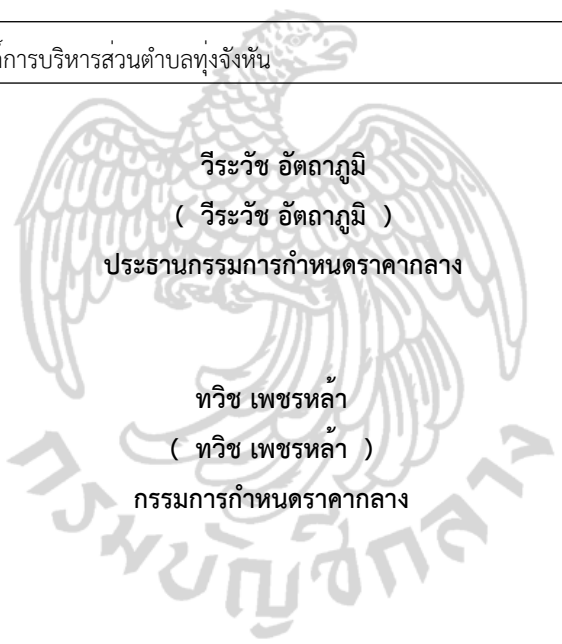 การบริหารส่วนตำบลทุ่งจังหัน
วีระวัช อัตถาภูมิ
( วีระวัช อัตถาภูมิ )
ประธานกรรมการกำหนดราคากลาง
ทวิช เพชรหล้า
( ทวิช เพชรหล้า )
กรรมการกำหนดราคากลาง
กรมบัญชีกลาง